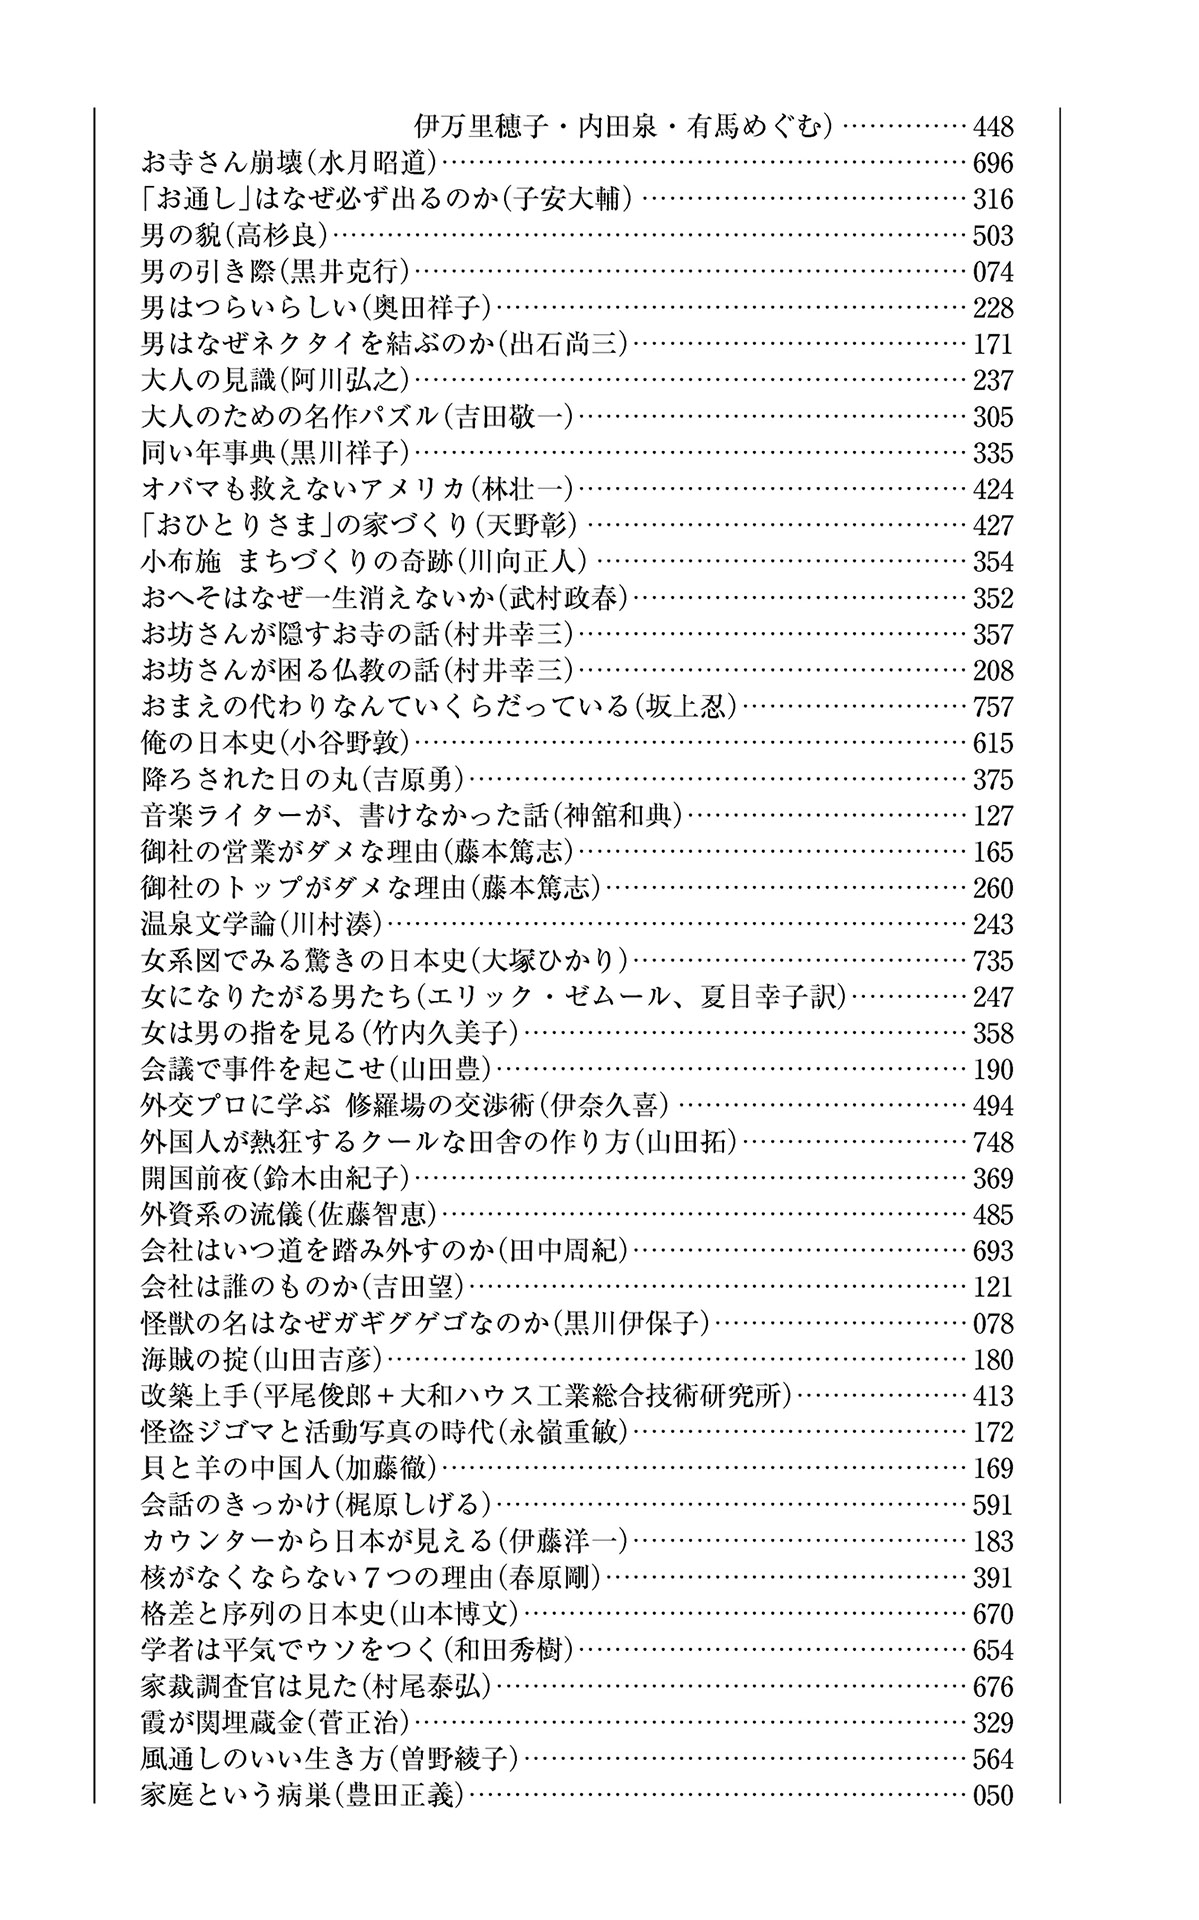 伊万里穂子・内田泉・有馬めぐむ)‥‥‥‥‥448
お寺さん崩壊(水月昭道)‥‥‥‥‥696
「お通し」はなぜ必ず出るのか(子安大輔)‥‥‥‥‥316
男の貌(高杉良)‥‥‥‥‥503
男の引き際(黒井克行)‥‥‥‥‥074
男はつらいらしい(奥田祥子)‥‥‥‥‥228
男はなぜネクタイを結ぶのか(出石尚三)‥‥‥‥‥171
大人の見識(阿川弘之)‥‥‥‥‥237
大人のための名作パズル(吉田敬一)‥‥‥‥‥305
同い年事典(黒川祥子)‥‥‥‥‥335
オバマも救えないアメリカ(林壮一)‥‥‥‥‥424
「おひとりさま」の家づくり(天野彰)‥‥‥‥‥427
小布施 まちづくりの奇跡(川向正人)‥‥‥‥‥354
おへそはなぜ一生消えないか(武村政春)‥‥‥‥‥352
お坊さんが隠すお寺の話(村井幸三)‥‥‥‥‥357
お坊さんが困る仏教の話(村井幸三)‥‥‥‥‥208
おまえの代わりなんていくらだっている(坂上忍)‥‥‥‥‥757
俺の日本史(小谷野敦)‥‥‥‥‥615
降ろされた日の丸(吉原勇)‥‥‥‥‥375
音楽ライターが、書けなかった話(神舘和典)‥‥‥‥‥127
御社の営業がダメな理由(藤本篤志)‥‥‥‥‥165
御社のトップがダメな理由(藤本篤志)‥‥‥‥‥260
温泉文学論(川村湊)‥‥‥‥‥243
女系図でみる驚きの日本史(大塚ひかり)‥‥‥‥‥735
女になりたがる男たち(エリック・ゼムール、夏目幸子訳)‥‥‥‥‥247
女は男の指を見る(竹内久美子)‥‥‥‥‥358
会議で事件を起こせ(山田豊)‥‥‥‥‥190
外交プロに学ぶ 修羅場の交渉術(伊奈久喜)‥‥‥‥‥494
外国人が熱狂するクールな田舎の作り方(山田拓)‥‥‥‥‥748
開国前夜(鈴木由紀子)‥‥‥‥‥369
外資系の流儀(佐藤智恵)‥‥‥‥‥485
会社はいつ道を踏み外すのか(田中周紀)‥‥‥‥‥693
会社は誰のものか(吉田望)‥‥‥‥‥121
怪獣の名はなぜガギグゲゴなのか(黒川伊保子)‥‥‥‥‥078
海賊の掟(山田吉彦)‥‥‥‥‥180
改築上手(平尾俊郎+大和ハウス工業総合技術研究所)‥‥‥‥‥413
怪盗ジゴマと活動写真の時代(永嶺重敏)‥‥‥‥‥172
貝と羊の中国人(加藤徹)‥‥‥‥‥169
会話のきっかけ(梶原しげる)‥‥‥‥‥591
カウンターから日本が見える(伊藤洋一)‥‥‥‥‥183
核がなくならない7つの理由(春原剛)‥‥‥‥‥391
格差と序列の日本史(山本博文)‥‥‥‥‥670
学者は平気でウソをつく(和田秀樹)‥‥‥‥‥654
家裁調査官は見た(村尾泰弘)‥‥‥‥‥676
霞が関埋蔵金(菅正治)‥‥‥‥‥329
風通しのいい生き方(曽野綾子)‥‥‥‥‥564
家庭という病巣(豊田正義)‥‥‥‥‥050